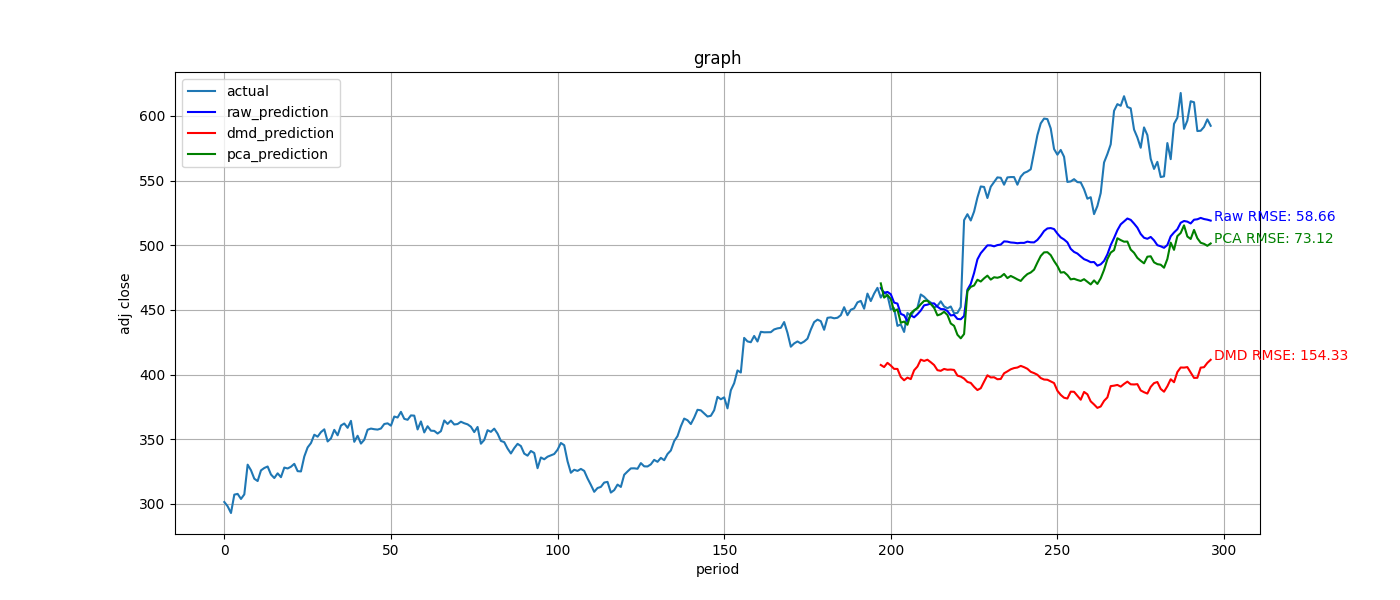 graph
actual
raw_prediction
dmd_prediction
pca_prediction
600
550
500
450
400
350
300
adj close
Raw RMSE: 58.66
PCA RMSE: 73.12
DMD RMSE: 154.33
0 50 100 150 200 250 300
period